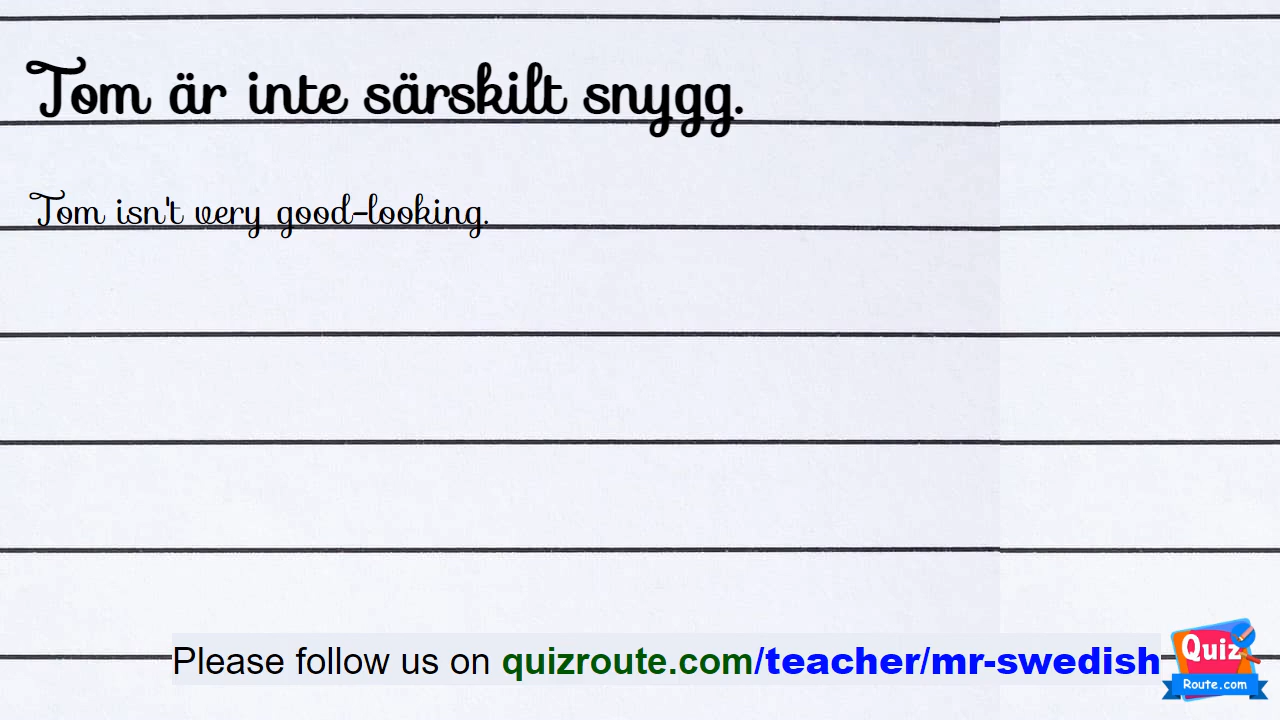 Tom är inte särskilt snygg.
Tom isn't very good-looking.
Please follow us on quizroute.com/teacher/mr-swedish
Quiz
Route.com